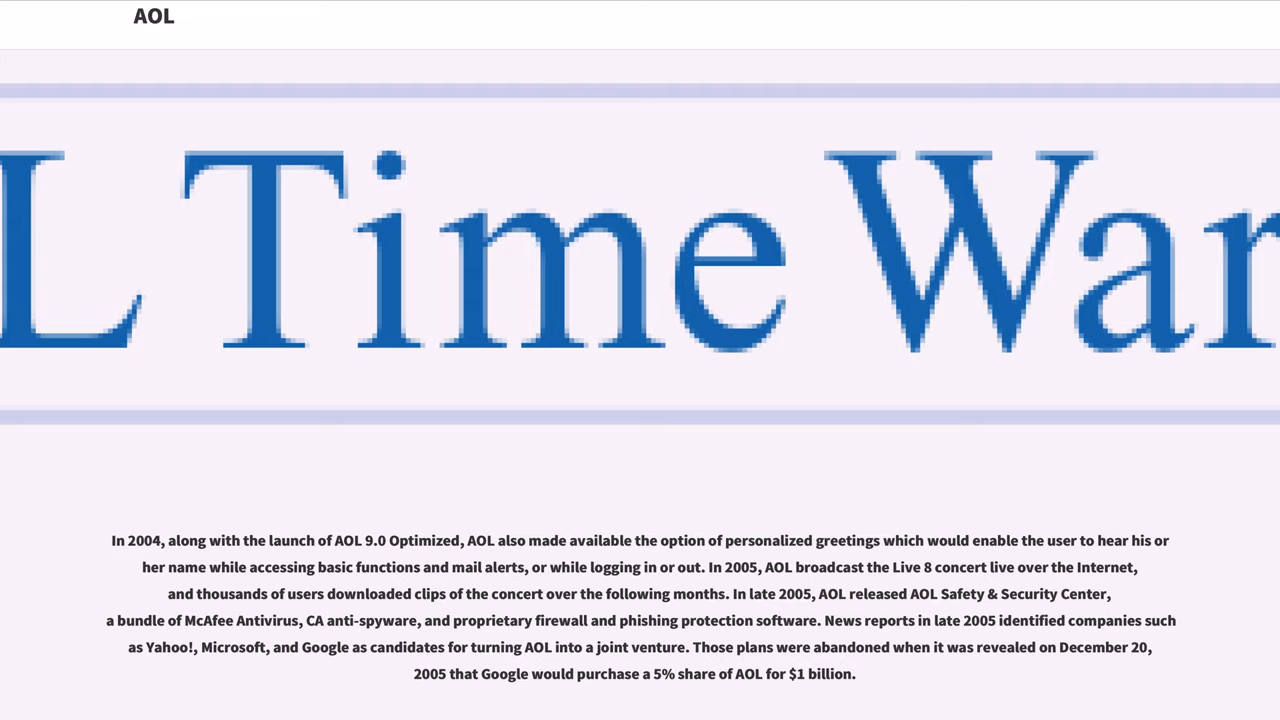 AOL
L Time War
In 2004, along with the launch of AOL 9.0 Optimized, AOL also made available the option of personalized greetings which would enable the user to hear his or
her name while accessing basic functions and mail alerts, or while logging in or out. In 2005, AOL broadcast the Live 8 concert live over the Internet,
and thousands of users downloaded clips of the concert over the following months. In late 2005, AOL released AOL Safety & Security Center,
a bundle of McAfee Antivirus, CA anti-spyware, and proprietary firewall and phishing protection software. News reports in late 2005 identified companies such
as Yahoo!, Microsoft, and Google as candidates for turning AOL into a joint venture. Those plans were abandoned when it was revealed on December 20,
2005 that Google would purchase a 5% share of AOL for $1 billion.